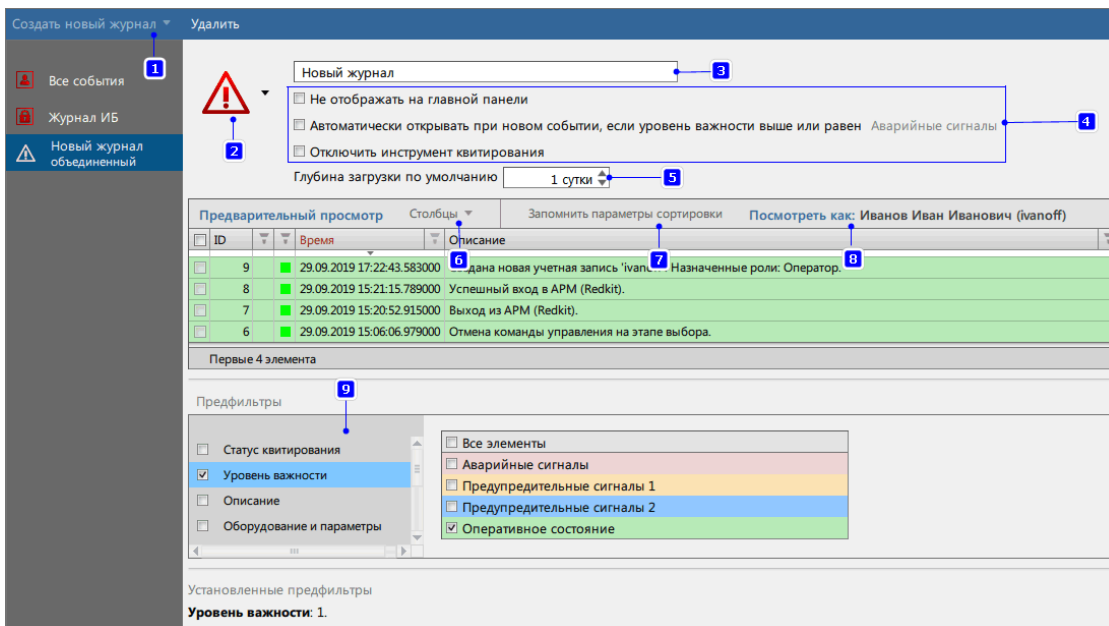 Создать новый журнал Удалить
1
Все события
Журнал ИБ
Новый журнал
объединенный
2
Новый журнал
3
Не отображать на главной панели
Автоматически открывать при новом событии, если уровень важности выше или равен Аварийные сигналы
4
Отключить инструмент квитирования
Глубина загрузки по умолчанию 1 сутки
5
Предварительный просмотр Столбцы Запомнить параметры сортировки Посмотреть как: Иванов Иван Иванович (ivanoff)
6
7
8
ID Время Описание
9 29.09.2019 17:22:43.583000 дана новая учетная запись 'ivano Назначенные роли: Оператор.
8 29.09.2019 15:21:15.789000 Успешный вход в АРМ (Redkit).
7 29.09.2019 15:20:52.915000 Выход из АРМ (Redkit).
6 29.09.2019 15:06:06.979000 Отмена команды управления на этапе выбора.
Первые 4 элемента
9
Предфильтры
Статус квитирования
Уровень важности
Описание
Оборудование и параметры
Все элементы
Аварийные сигналы
Предупредительные сигналы 1
Предупредительные сигналы 2
Оперативное состояние
Установленные предфильтры
Уровень важности: 1.